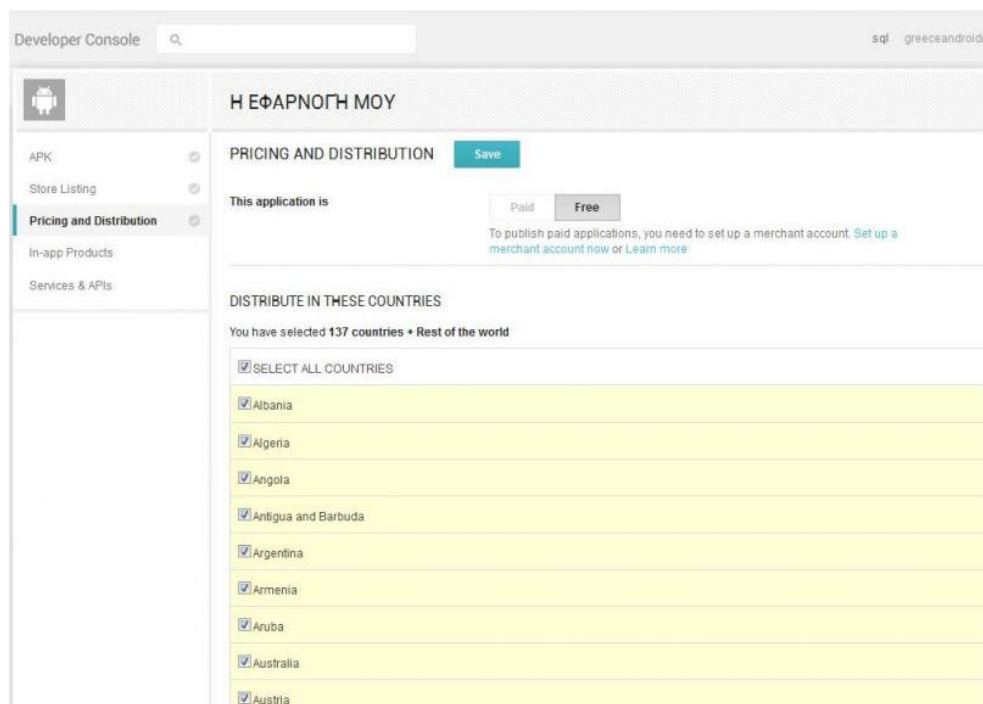 Developer Console
sql greeceandroid
Η ΕΦΑΡΝΟΓΗ ΜΟΥ
APK
Store Listing
Pricing and Distribution
In-app Products
Services & APIs
PRICING AND DISTRIBUTION Save
This application is Paid Free
To publish paid applications, you need to set up a merchant account. Set up a
merchant account now or Learn more
DISTRIBUTE IN THESE COUNTRIES
You have selected 137 countries + Rest of the world
SELECT ALL COUNTRIES
Albania
Algeria
Angola
Antigua and Barbuda
Argentina
Armenia
Aruba
Australia
Austria